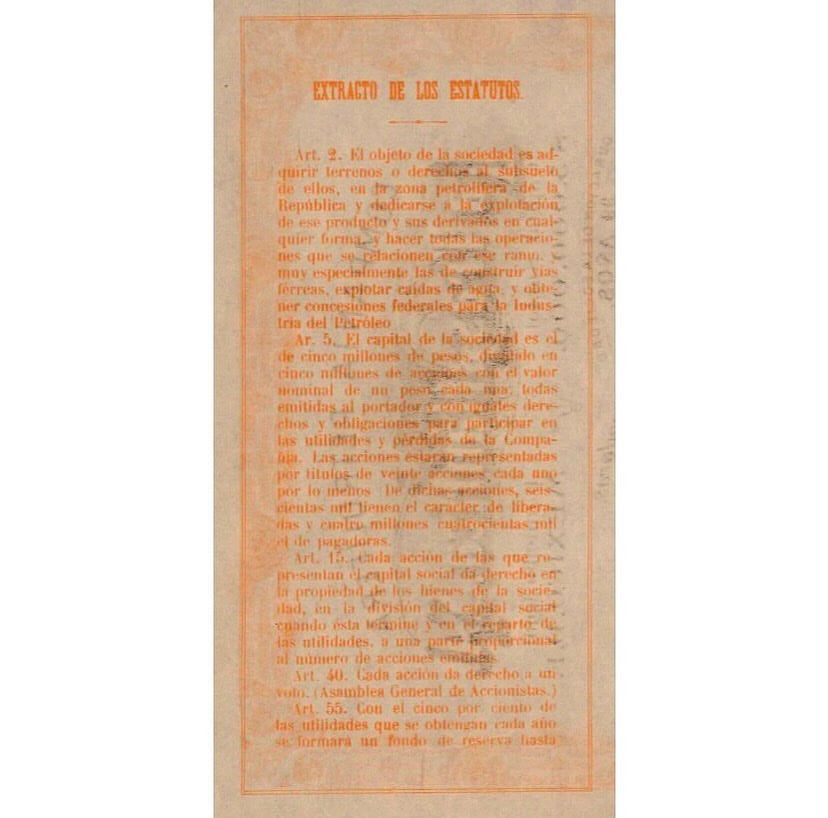 EXTRACTO DE LOS ESTATUTOS.
Art. 2. El objeto de la sociedad es ad-
quirir terrenos o derechos al subsuelo
de ellos, en la zona petrolífera de la
República y dedicarse a la explotación
de ese producto y sus derivados en cual-
quier forma, y hacer todas las operacio-
nes que se relacionen con ese ramo, y
muy especialmente las de construir vías
férreas, explotar caídas de agua, y obte-
ner concesiones federales para la Indus-
tria del Petróleo
Ar. 5. El capital de la sociedad es el
de cinco millones de pesos, dividido en
cinco millones de acciones con el valor
nominal de un peso cada una; todas
emitidas al portador y con iguales dere-
chos y obligaciones para participar en
las utilidades y pérdidas de la Compa-
ñia. Las acciones estarán representadas
por titulos de veinte acciones cada uno
por lo menos De dichas acciones, seis-
cientas mil tienen el carácter de libera-
das y cuatro millones cuatrocientas mil
el de pagadoras.
Art. 15. Cada acción de las que re-
presentan el capital social da derecho en
la propiedad de los bienes de la socie-
dad, en la división del capital social
cuando ésta termine y en el reparto de
las utilidades, a una parte proporcional
al número de acciones emitidas.
Art. 40. Cada acción da derecho a un
voto. (Asamblea General de Accionistas.)
Art. 55. Con el cinco por ciento de
las utilidades que se obtengan cada año
se formará un fondo de reserva hasta